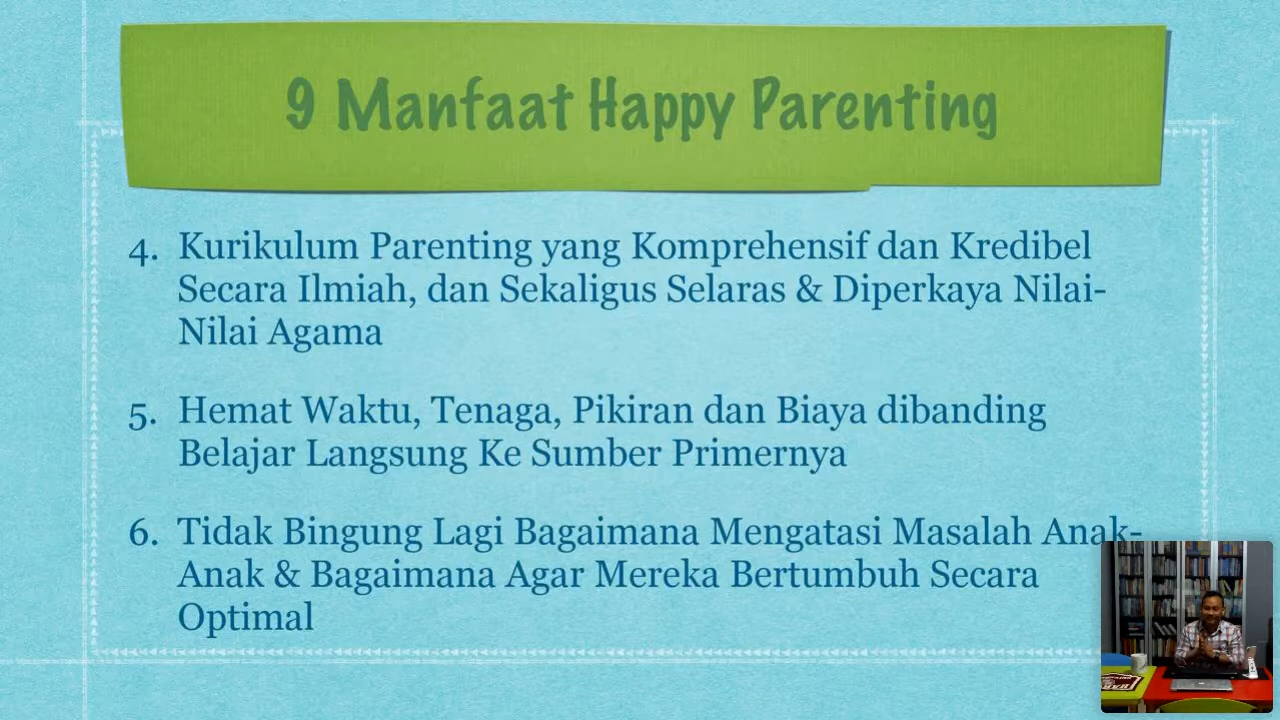 9 Manfaat Happy Parenting
4. Kurikulum Parenting yang Komprehensif dan Kredibel
Secara Ilmiah, dan Sekaligus Selaras & Diperkaya Nilai-
Nilai Agama
5. Hemat Waktu, Tenaga, Pikiran dan Biaya dibanding
Belajar Langsung Ke Sumber Primernya
6. Tidak Bingung Lagi Bagaimana Mengatasi Masalah Anak-
Anak & Bagaimana Agar Mereka Bertumbuh Secara
Optimal